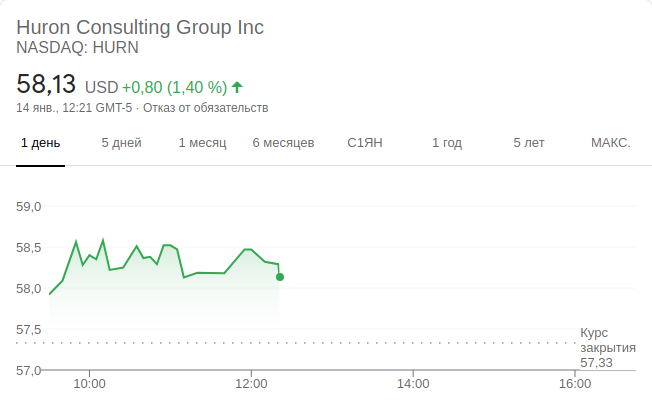 Huron Consulting Group Inc
NASDAQ: HURN
58,13 USD +0,80 (1,40 %)
14 янв., 12:21 GMT-5 · Отказ от обязательств
1 день 5 дней 1 месяц 6 месяцев С1ЯН 1 год 5 лет МАКС.
59,0
58,5
58,0
57,5
Курс
закрытия
57,33
57,0
10:00 12:00 14:00 16:00